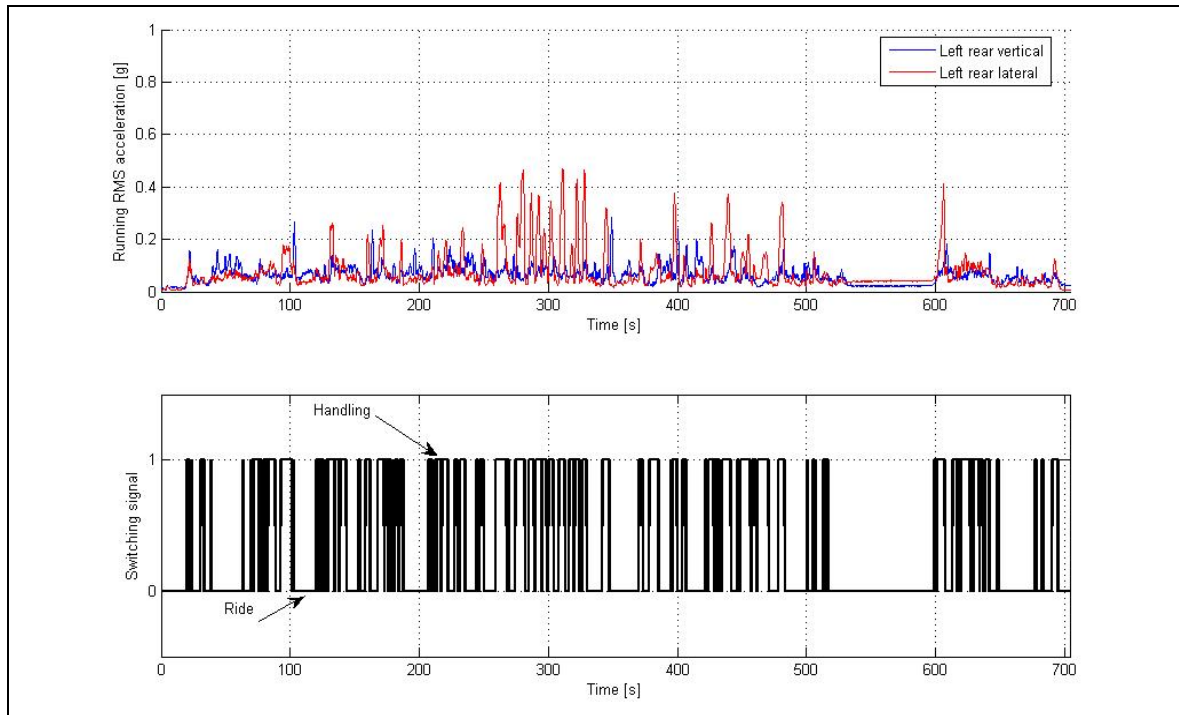 1
0.8
0.6
0.4
0.2
0
Running RMS acceleration [g]
Left rear vertical
Left rear lateral
0 100 200 300 400 500 600 700
Time [s]
Handling
1
0
Switching signal
Ride
0 100 200 300 400 500 600 700
Time [s]